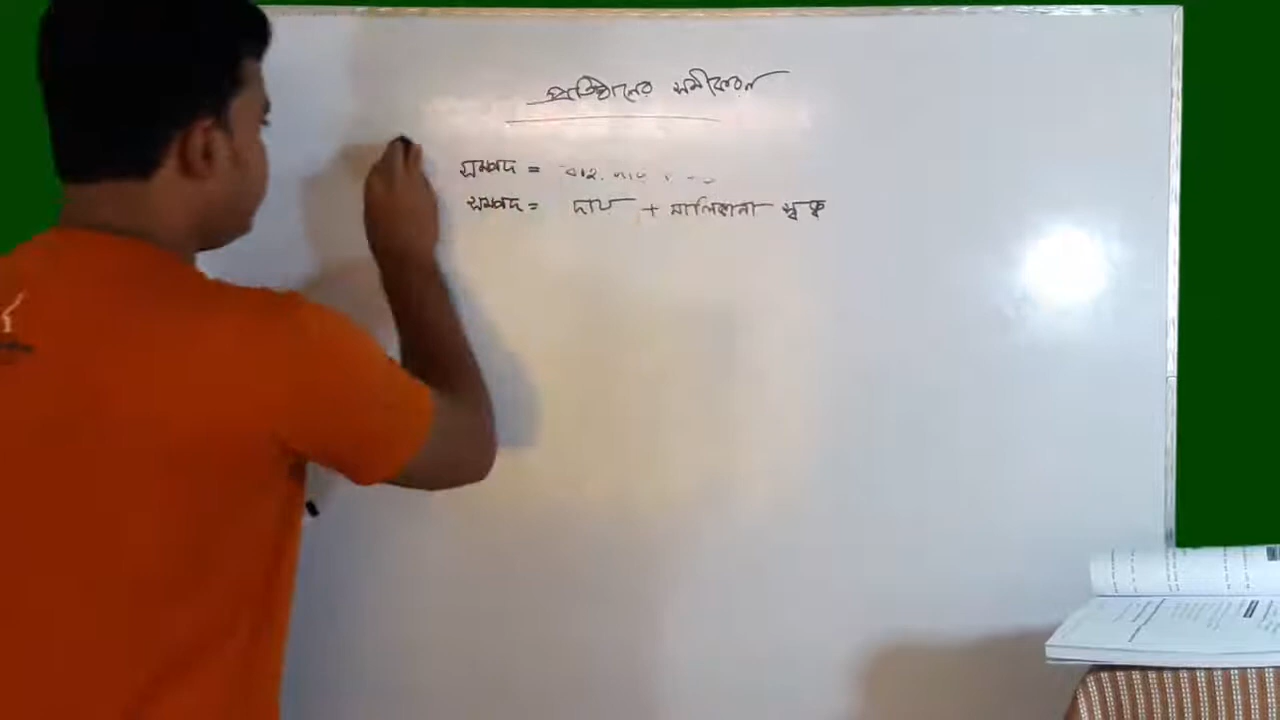 প্রতিষ্ঠানের সমীকরণ
সম্পদ =
সম্পদ = দায় + মালিকানা স্বত্ব